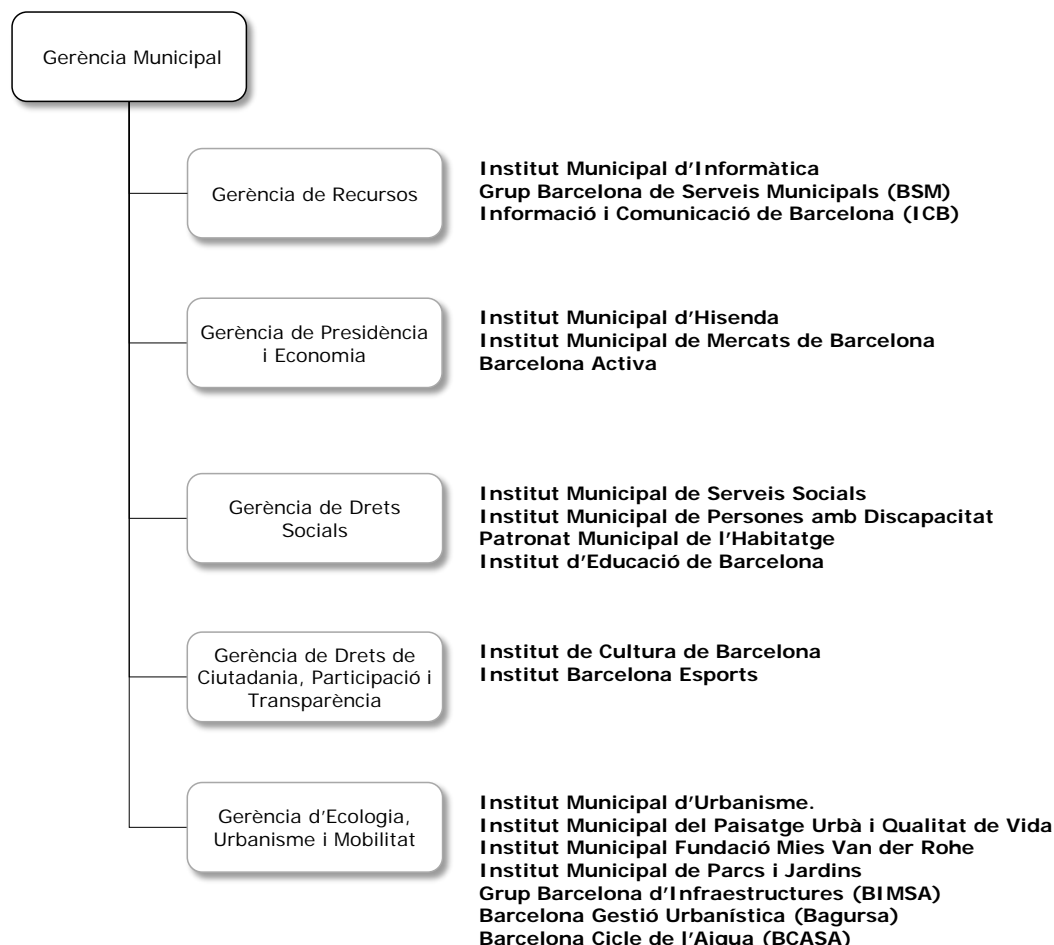 Gerència Municipal
Gerència de Recursos
Institut Municipal d'Informàtica
Grup Barcelona de Serveis Municipals (BSM)
Informació i Comunicació de Barcelona (ICB)
Gerència de Presidència
i Economia
Institut Municipal d'Hisenda
Institut Municipal de Mercats de Barcelona
Barcelona Activa
Gerència de Drets
Socials
Institut Municipal de Serveis Socials
Institut Municipal de Persones amb Discapacitat
Patronat Municipal de l'Habitatge
Institut d'Educació de Barcelona
Gerència de Drets de
Ciutadania, Participació i
Transparència
Institut de Cultura de Barcelona
Institut Barcelona Esports
Gerència d'Ecologia,
Urbanisme i Mobilitat
Institut Municipal d'Urbanisme.
Institut Municipal del Paisatge Urbà i Qualitat de Vida
Institut Municipal Fundació Mies Van der Rohe
Institut Municipal de Parcs i Jardins
Grup Barcelona d'Infraestructures (BIMSA)
Barcelona Gestió Urbanística (Bagursa)
Barcelona Cicle de l'Aigua (BCASA)